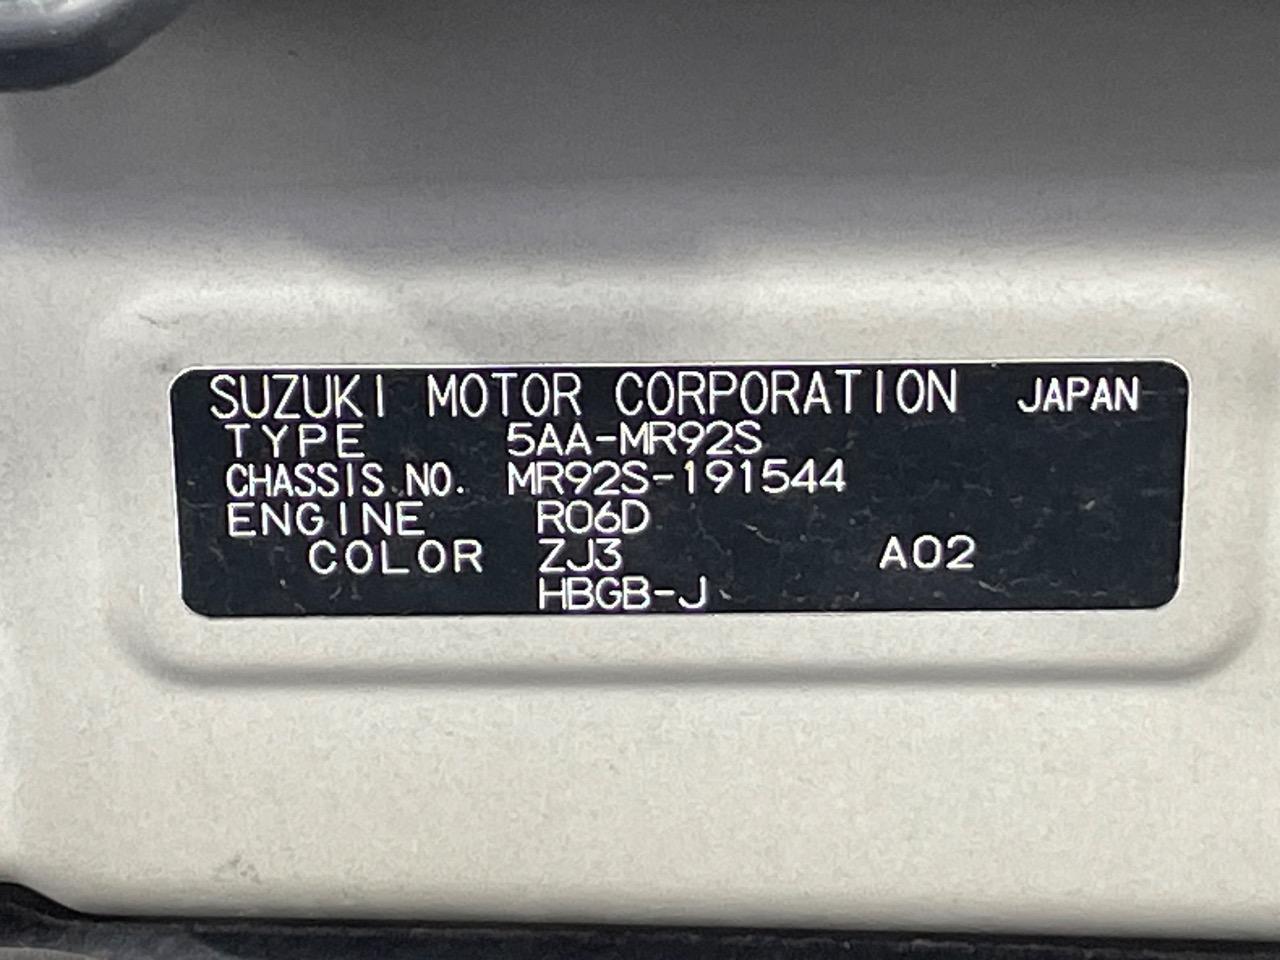 SUZUKI MOTOR CORPORATION JAPAN
TYPE 5AA-MR92S
CHASSIS NO. MR92S-191544
ENGINE R06D
COLOR ZJ3 A02
HBGB-J